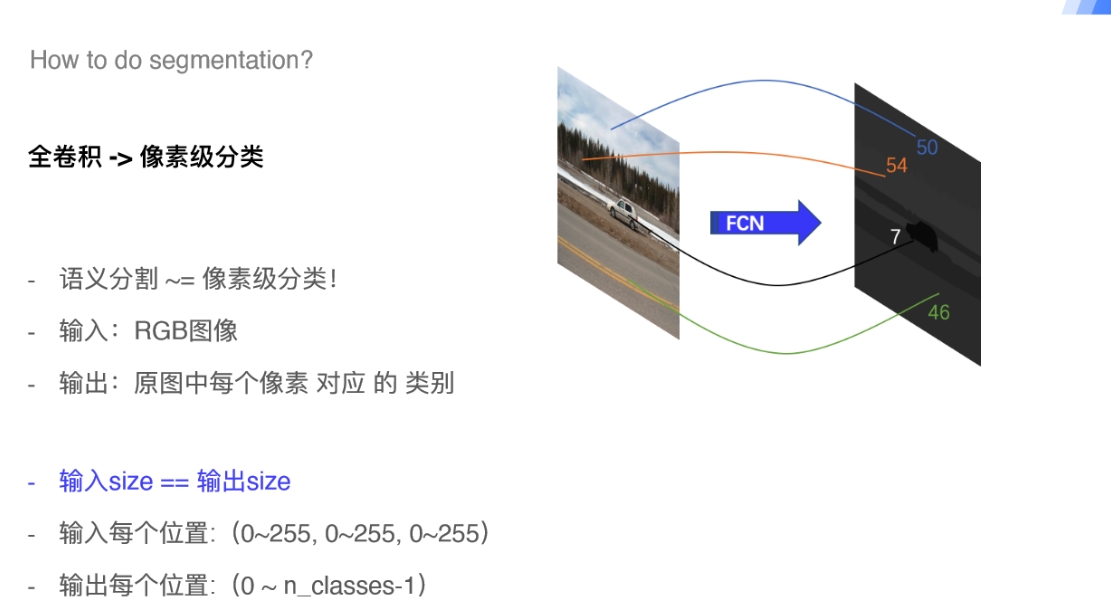 How to do segmentation?
全卷积 -> 像素级分类
- 语义分割 ~= 像素级分类！
- 输入：RGB图像
- 输出：原图中每个像素 对应 的 类别
- 输入size == 输出size
- 输入每个位置:（0~255, 0~255, 0~255）
- 输出每个位置:（0 ~ n_classes-1）
FCN
50
54
7
46